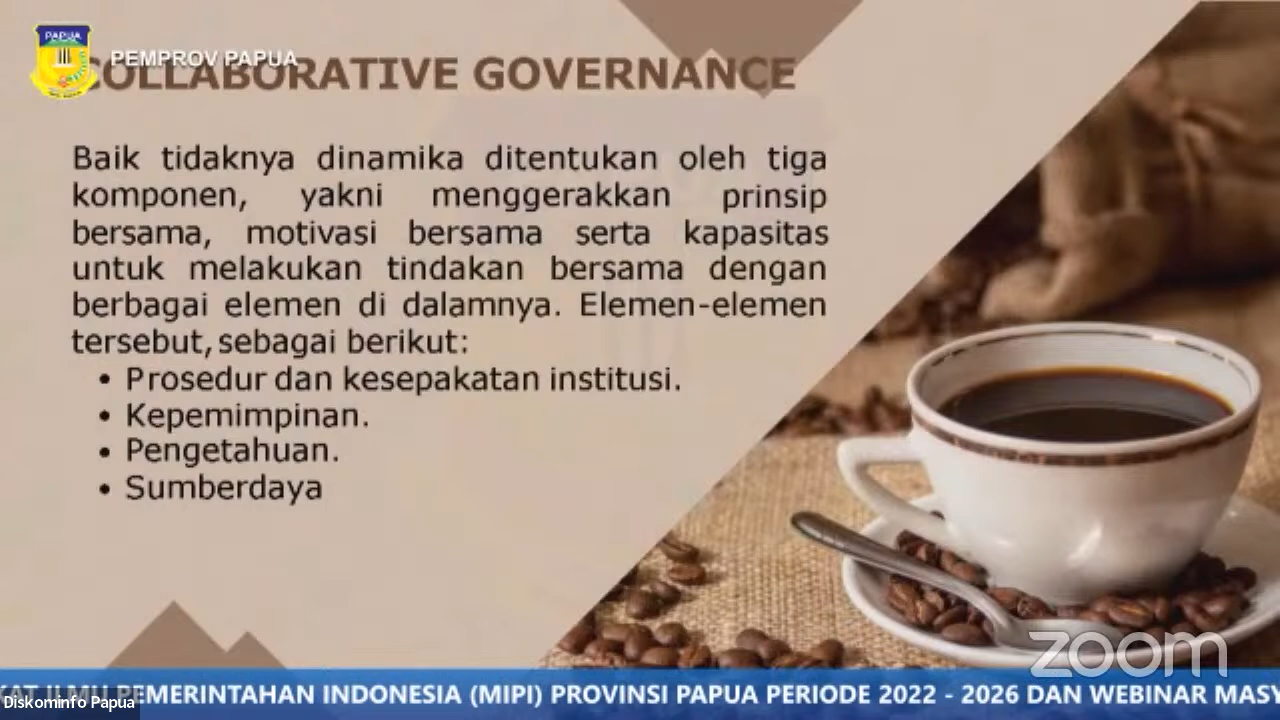 PAPUA
PEMPROV PAPUA
COLLABORATIVE GOVERNANCE
Baik tidaknya dinamika ditentukan oleh tiga
komponen, yakni menggerakkan prinsip
bersama, motivasi bersama serta kapasitas
untuk melakukan tindakan bersama dengan
berbagai elemen di dalamnya. Elemen-elemen
tersebut, sebagai berikut:
• Prosedur dan kesepakatan institusi.
• Kepemimpinan.
• Pengetahuan.
• Sumberdaya
zoom
KAT ILMU PEMERINTAHAN INDONESIA (MIPI) PROVINSI PAPUA PERIODE 2022 - 2026 DAN WEBINAR MASY
Diskominfo Papua